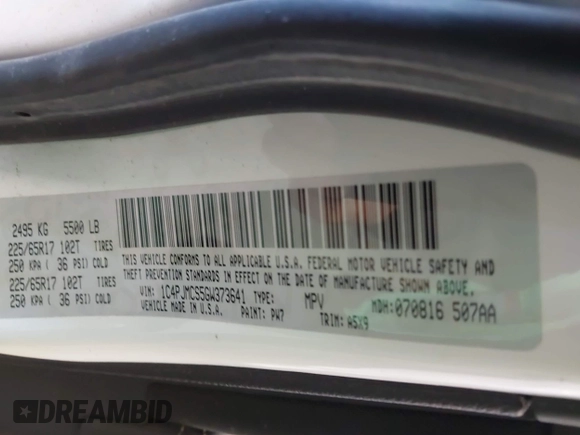 2495 KG 5500 LB
225/65R17 102T TIRES
250 KPA ( 36 PSI) COLD
225/65R17 102T TIRES
250 KPA ( 36 PSI) COLD
THIS VEHICLE CONFORMS TO ALL APPLICABLE U.S.A. FEDERAL MOTOR VEHICLE SAFETY AND
THEFT PREVENTION STANDARDS IN EFFECT ON THE DATE OF MANUFACTURE SHOWN ABOVE.
VIN: 1C4PJMCS5GW373641 TYPE: MPV MDH:070816 507AA
VEHICLE MADE IN U.S.A. PAINT: PW7 TRIM: A5X9
DREAMBID